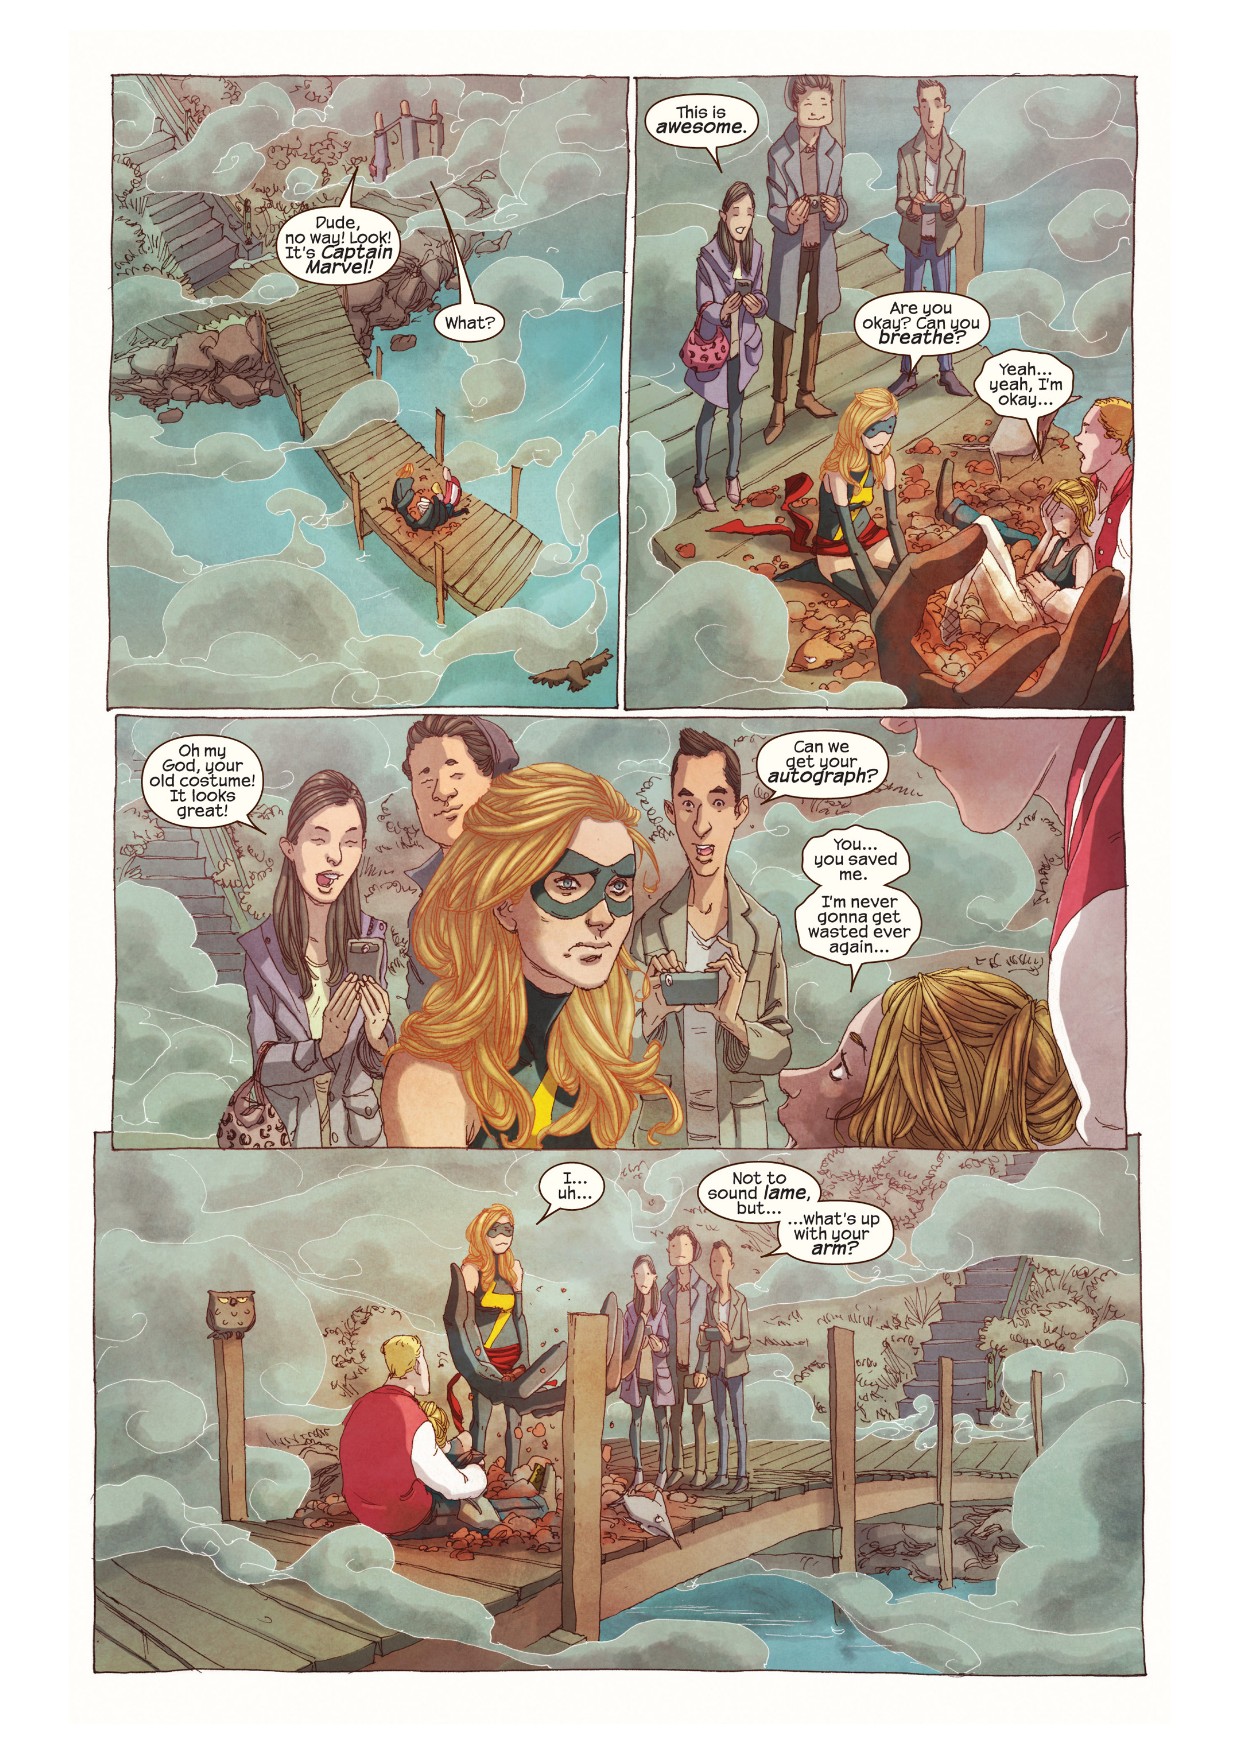 Dude,
no way! Look!
It's Captain
Marvel!
What?
This is
awesome.
Are you
okay? Can you
breathe?
Yeah...
yeah, I'm
okay...
Oh my
God, your
old costume!
It looks
great!
Can we
get your
autograph?
You...
you saved
me.
I'm never
gonna get
wasted ever
again...
I...
uh...
Not to
sound lame,
but...
...what's up
with your
arm?